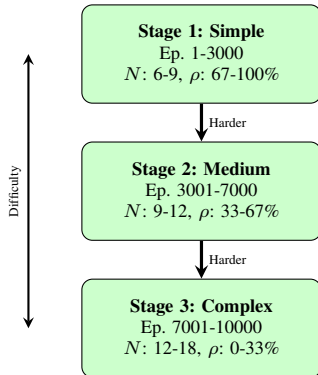 Stage 1: Simple
Ep. 1-3000
N: 6-9, ρ: 67-100%
Harder
Difficulty
Stage 2: Medium
Ep. 3001-7000
N: 9-12, ρ: 33-67%
Harder
Stage 3: Complex
Ep. 7001-10000
N: 12-18, ρ: 0-33%